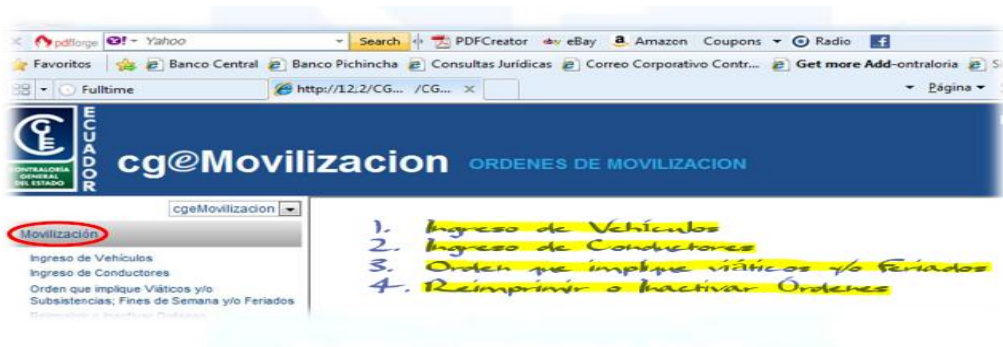 pdfforge Y! - Yahoo Search PDFCreator eBay Amazon Coupons Radio
Favoritos Banco Central Banco Pichincha Consultas Jurídicas Correo Corporativo Contr... Get more Add-ontraloria
Fulltime http://12.2/CG... /CG... Página
CONTRALORÍA
GENERAL
DEL ESTADO
ECUADOR
cg@Movilizacion ORDENES DE MOVILIZACION
cgeMovilizacion
Movilización
Ingreso de Vehículos
Ingreso de Conductores
Orden que implique Viáticos y/o
Subsistencias; Fines de Semana y/o Feriados
Reimprimir o Inactivar Ordenes
1. Ingreso de Vehículos
2. Ingreso de Conductores
3. Orden que implique viáticos y/o Feriados
4. Reimprimir o Inactivar Órdenes